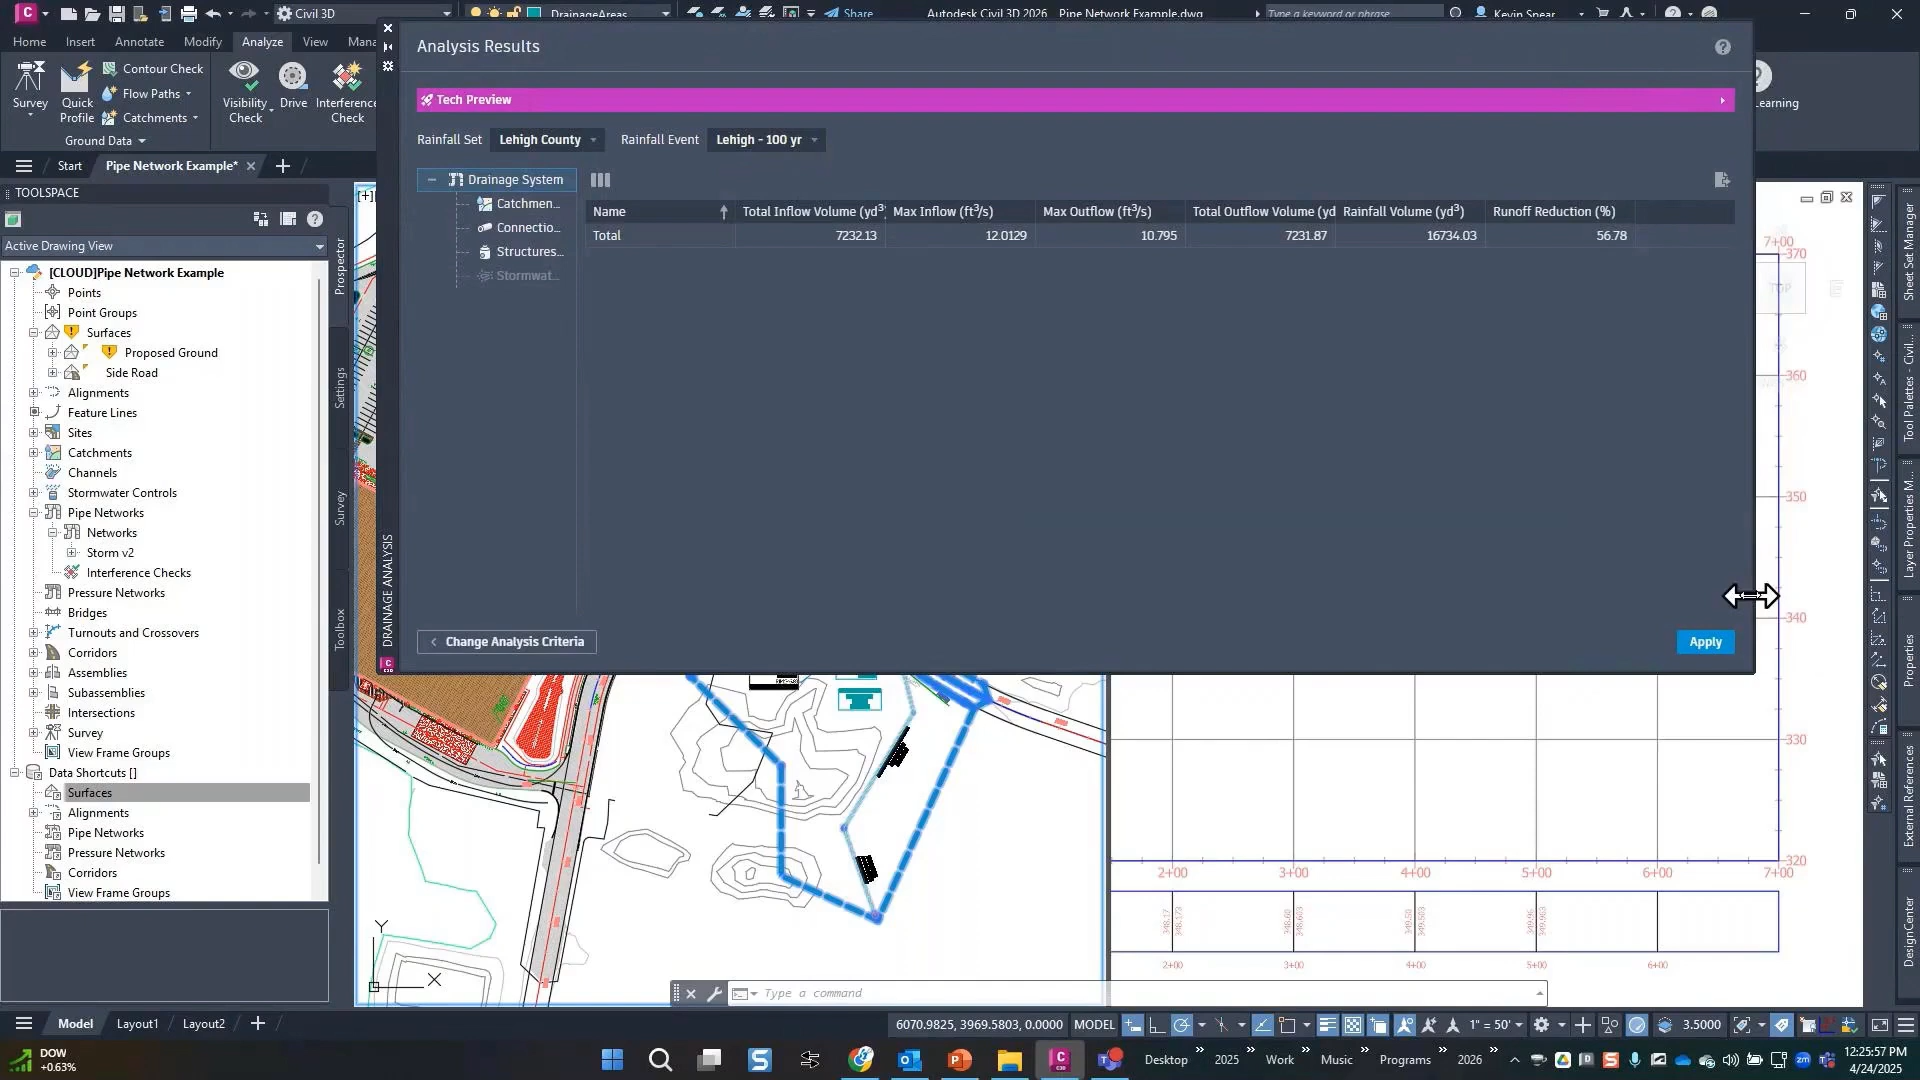 Civil 3D
DrainageAreas
Share
Autodesk Civil 3D 2026
Pipe Network Example.dwg
Type a keyword or phrase
Kevin Spear
Home
Insert
Annotate
Modify
Analyze
View
Survey
Quick
Profile
Contour Check
Flow Paths
Catchments
Ground Data
Visibility
Check
Drive
Interference
Check
Start
Pipe Network Example*
TOOLSPACE
Active Drawing View
[CLOUD]Pipe Network Example
Points
Point Groups
Surfaces
Proposed Ground
Side Road
Alignments
Feature Lines
Sites
Catchments
Channels
Stormwater Controls
Pipe Networks
Networks
Storm v2
Interference Checks
Pressure Networks
Bridges
Turnouts and Crossovers
Corridors
Assemblies
Subassemblies
Intersections
Survey
View Frame Groups
Data Shortcuts []
Surfaces
Alignments
Pipe Networks
Pressure Networks
Corridors
View Frame Groups
Prospector
Settings
Survey
Toolbox
DRAINAGE ANALYSIS
Analysis Results
Tech Preview
Rainfall Set
Lehigh County
Rainfall Event
Lehigh - 100 yr
Drainage System
Catchmen...
Connectio...
Structures...
Stormwat...
Name
Total Inflow Volume (yd³
Max Inflow (ft³/s)
Max Outflow (ft³/s)
Total Outflow Volume (yd
Rainfall Volume (yd³)
Runoff Reduction (%)
Total
7232.13
12.0129
10.795
7231.87
16734.03
56.78
Change Analysis Criteria
Apply
7+00
370
TOP
360
350
340
330
320
2+00
3+00
4+00
5+00
6+00
7+00
2+00
3+00
4+00
5+00
6+00
Sheet Set Manager
Tool Palettes - Civil...
Layer Properties M...
Properties
External References
DesignCenter
Y
X
Type a command
Model
Layout1
Layout2
6070.9825, 3969.5803, 0.0000
MODEL
1" = 50'
3.5000
DOW
+0.63%
Desktop
2025
Work
Music
Programs
2026
12:25:57 PM
4/24/2025